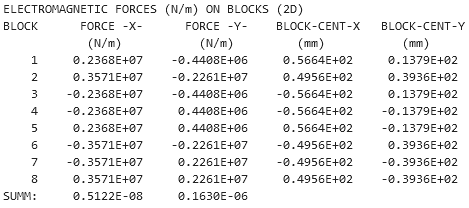 ELECTROMAGNETIC FORCES (N/m) ON BLOCKS (2D)
BLOCK FORCE -X- FORCE -Y- BLOCK-CENT-X BLOCK-CENT-Y
(N/m) (N/m) (mm) (mm)
1 0.2368E+07 -0.4408E+06 0.5664E+02 0.1379E+02
2 0.3571E+07 -0.2261E+07 0.4956E+02 0.3936E+02
3 -0.2368E+07 -0.4408E+06 -0.5664E+02 0.1379E+02
4 -0.2368E+07 0.4408E+06 -0.5664E+02 -0.1379E+02
5 0.2368E+07 0.4408E+06 0.5664E+02 -0.1379E+02
6 -0.3571E+07 -0.2261E+07 -0.4956E+02 0.3936E+02
7 -0.3571E+07 0.2261E+07 -0.4956E+02 -0.3936E+02
8 0.3571E+07 0.2261E+07 0.4956E+02 -0.3936E+02
SUMM: 0.5122E-08 0.1630E-06